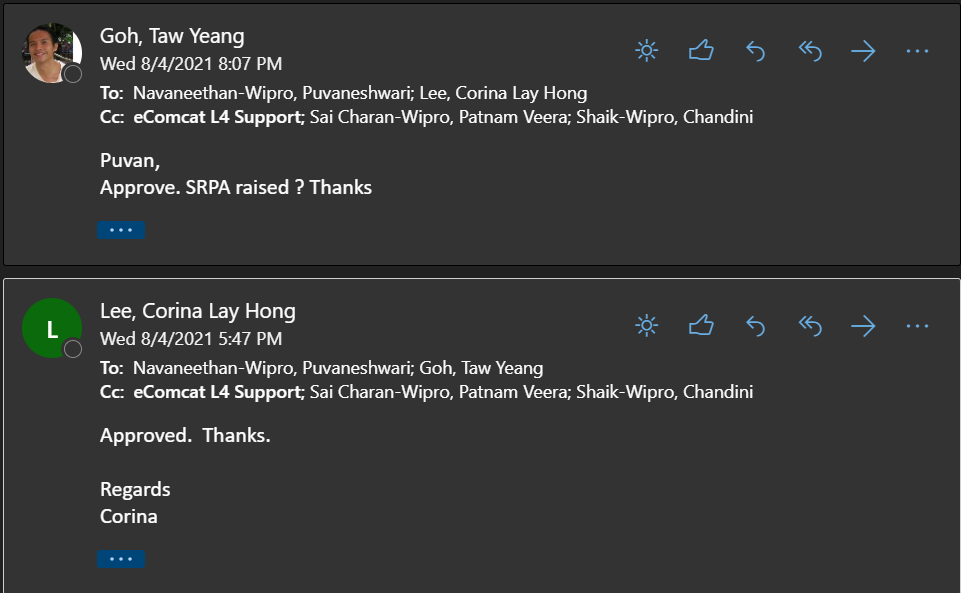 Goh, Taw Yeang
Wed 8/4/2021 8:07 PM
To: Navaneethan-Wipro, Puvaneshwari; Lee, Corina Lay Hong
Cc: eComcat L4 Support; Sai Charan-Wipro, Patnam Veera; Shaik-Wipro, Chandini
Puvan,
Approve. SRPA raised ? Thanks
L
Lee, Corina Lay Hong
Wed 8/4/2021 5:47 PM
To: Navaneethan-Wipro, Puvaneshwari; Goh, Taw Yeang
Cc: eComcat L4 Support; Sai Charan-Wipro, Patnam Veera; Shaik-Wipro, Chandini
Approved. Thanks.
Regards
Corina